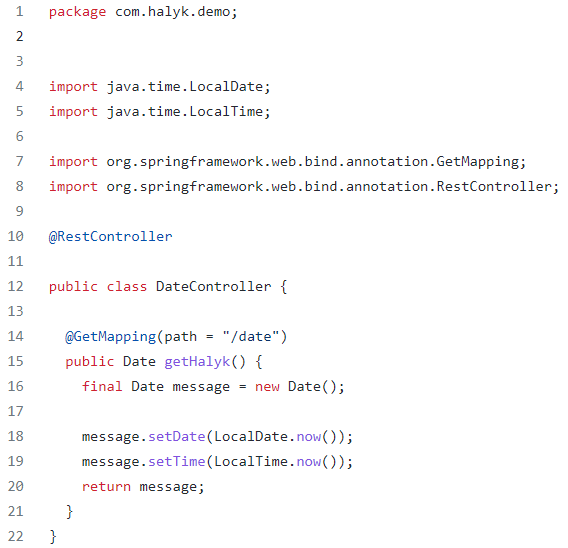 1 package com.halyk.demo;
2
3
4 import java.time.LocalDate;
5 import java.time.LocalTime;
6
7 import org.springframework.web.bind.annotation.GetMapping;
8 import org.springframework.web.bind.annotation.RestController;
9
10 @RestController
11
12 public class DateController {
13
14   @GetMapping(path = "/date")
15   public Date getHalyk() {
16     final Date message = new Date();
17
18     message.setDate(LocalDate.now());
19     message.setTime(LocalTime.now());
20     return message;
21   }
22 }